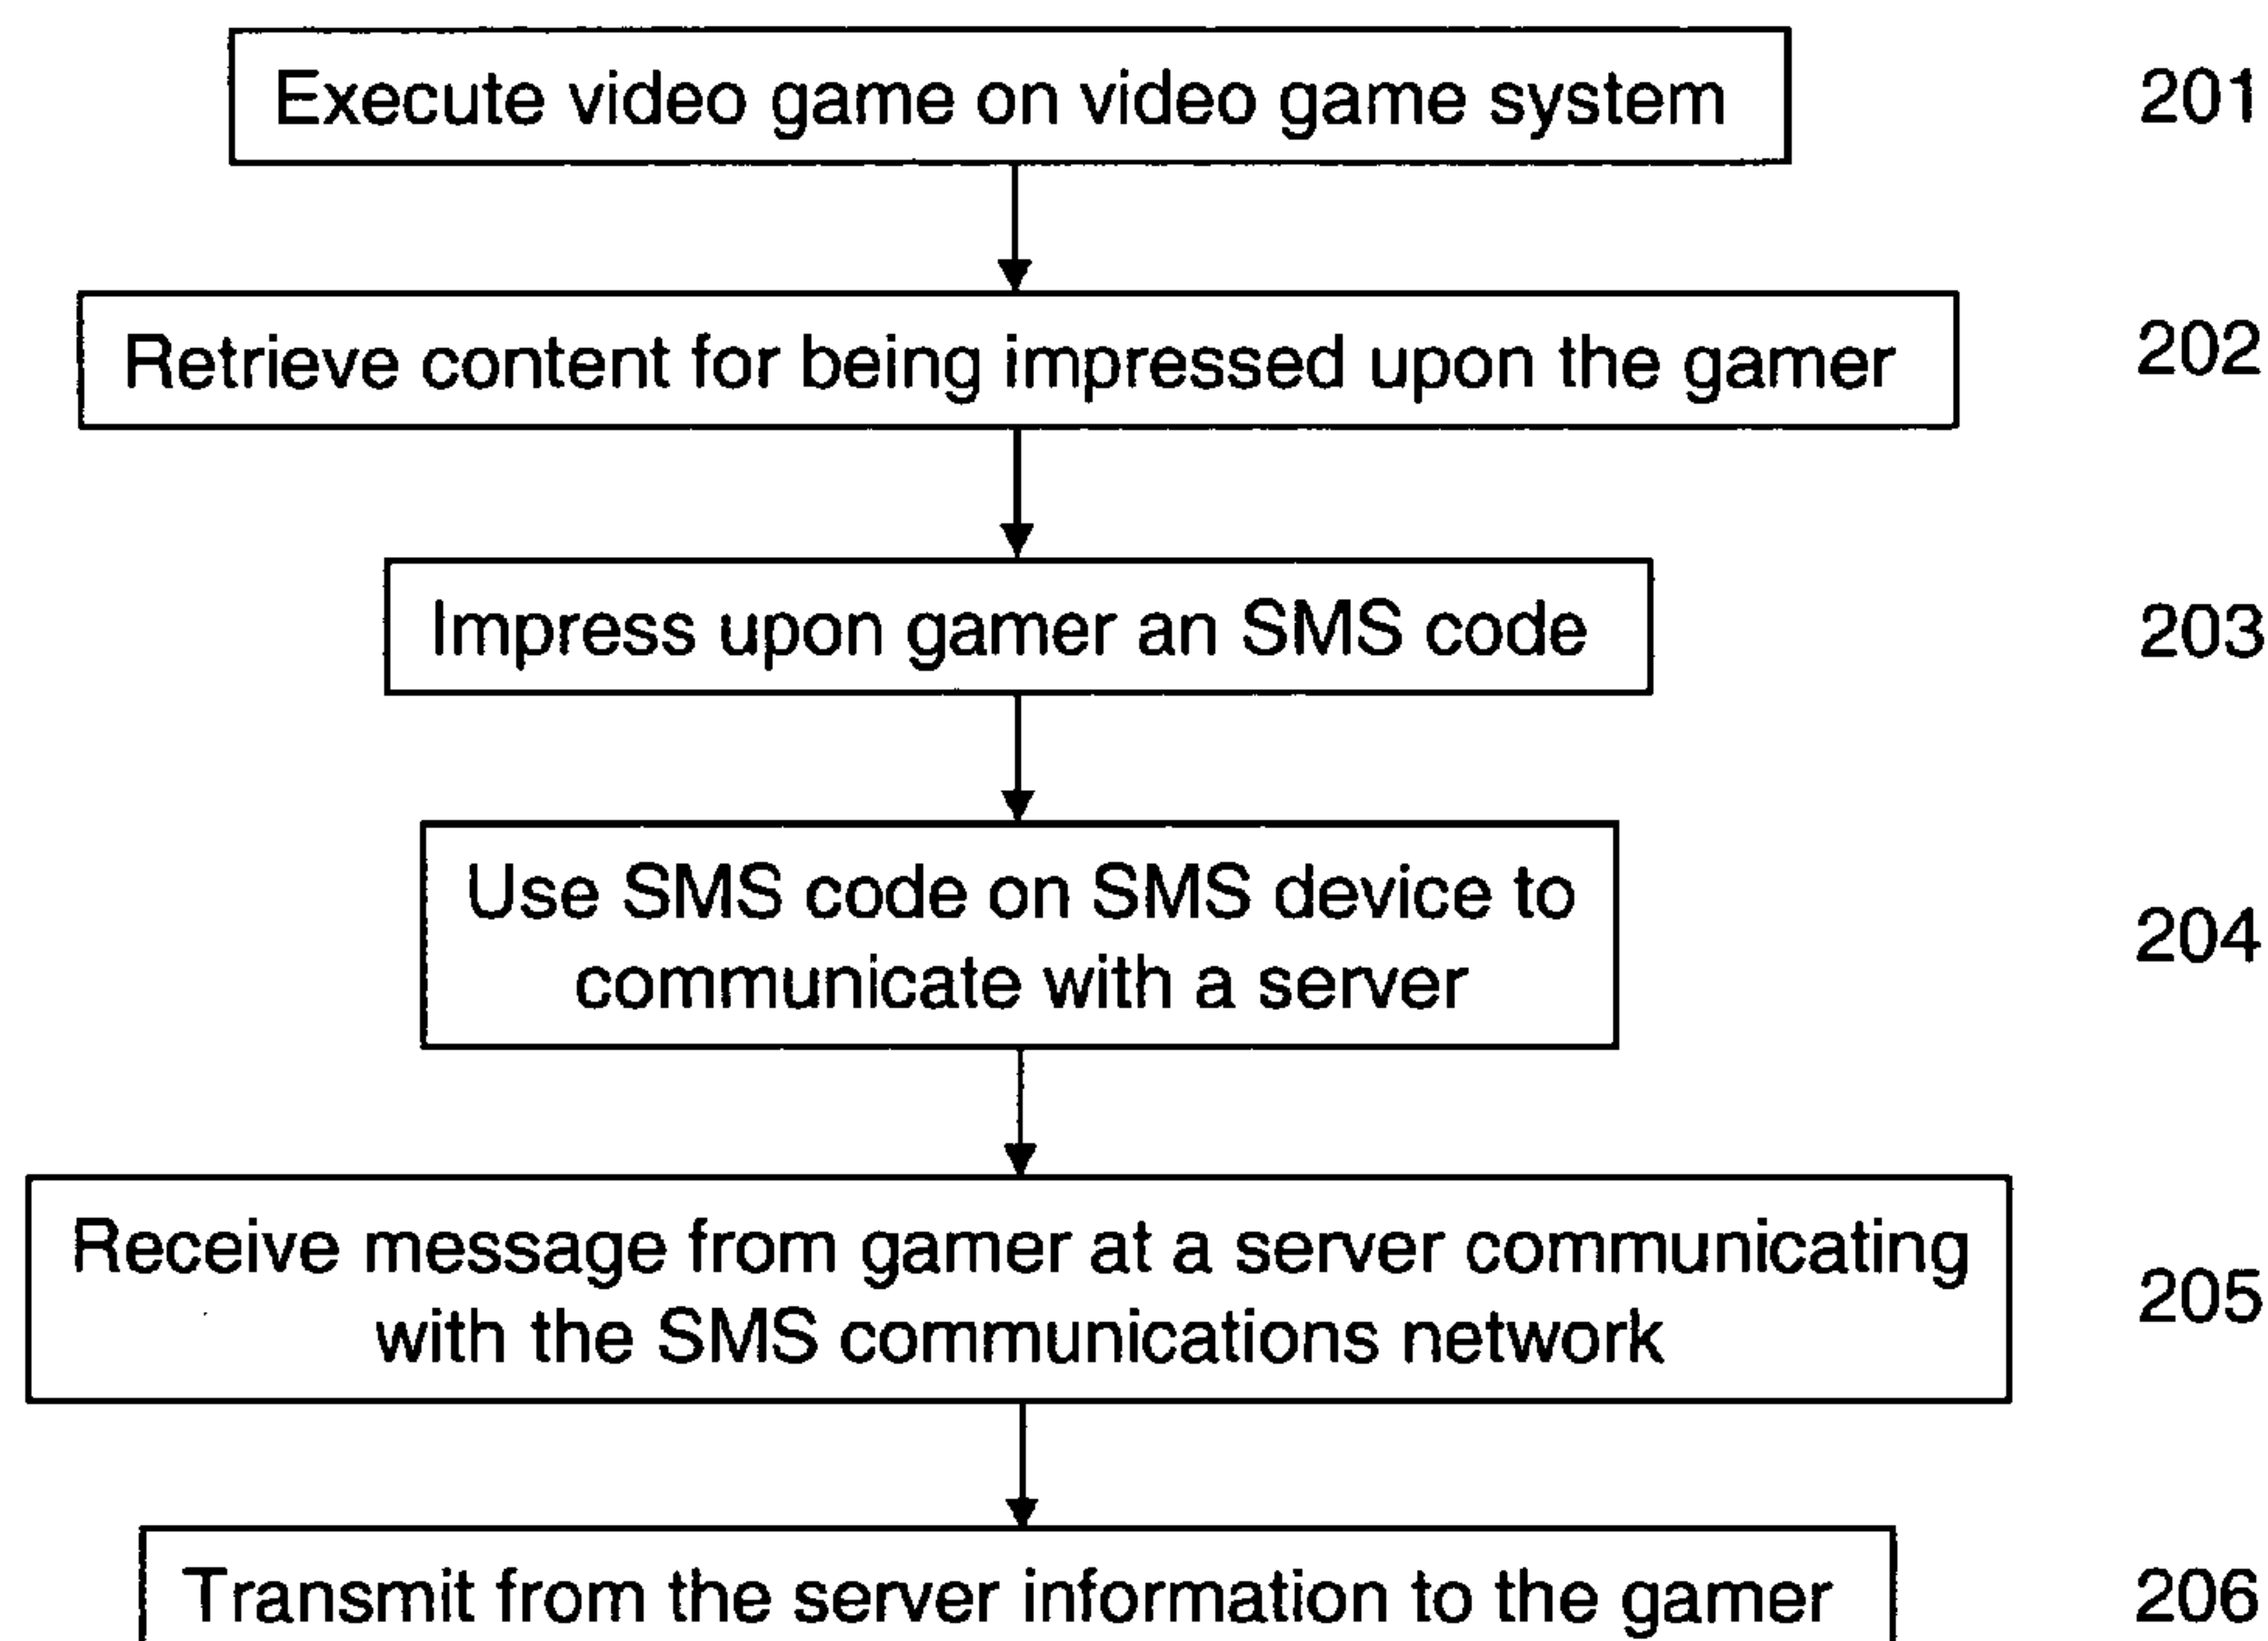 Execute video game on video game system 201
Retrieve content for being impressed upon the gamer 202
Impress upon gamer an SMS code 203
Use SMS code on SMS device to
communicate with a server 204
Receive message from gamer at a server communicating
with the SMS communications network 205
Transmit from the server information to the gamer 206